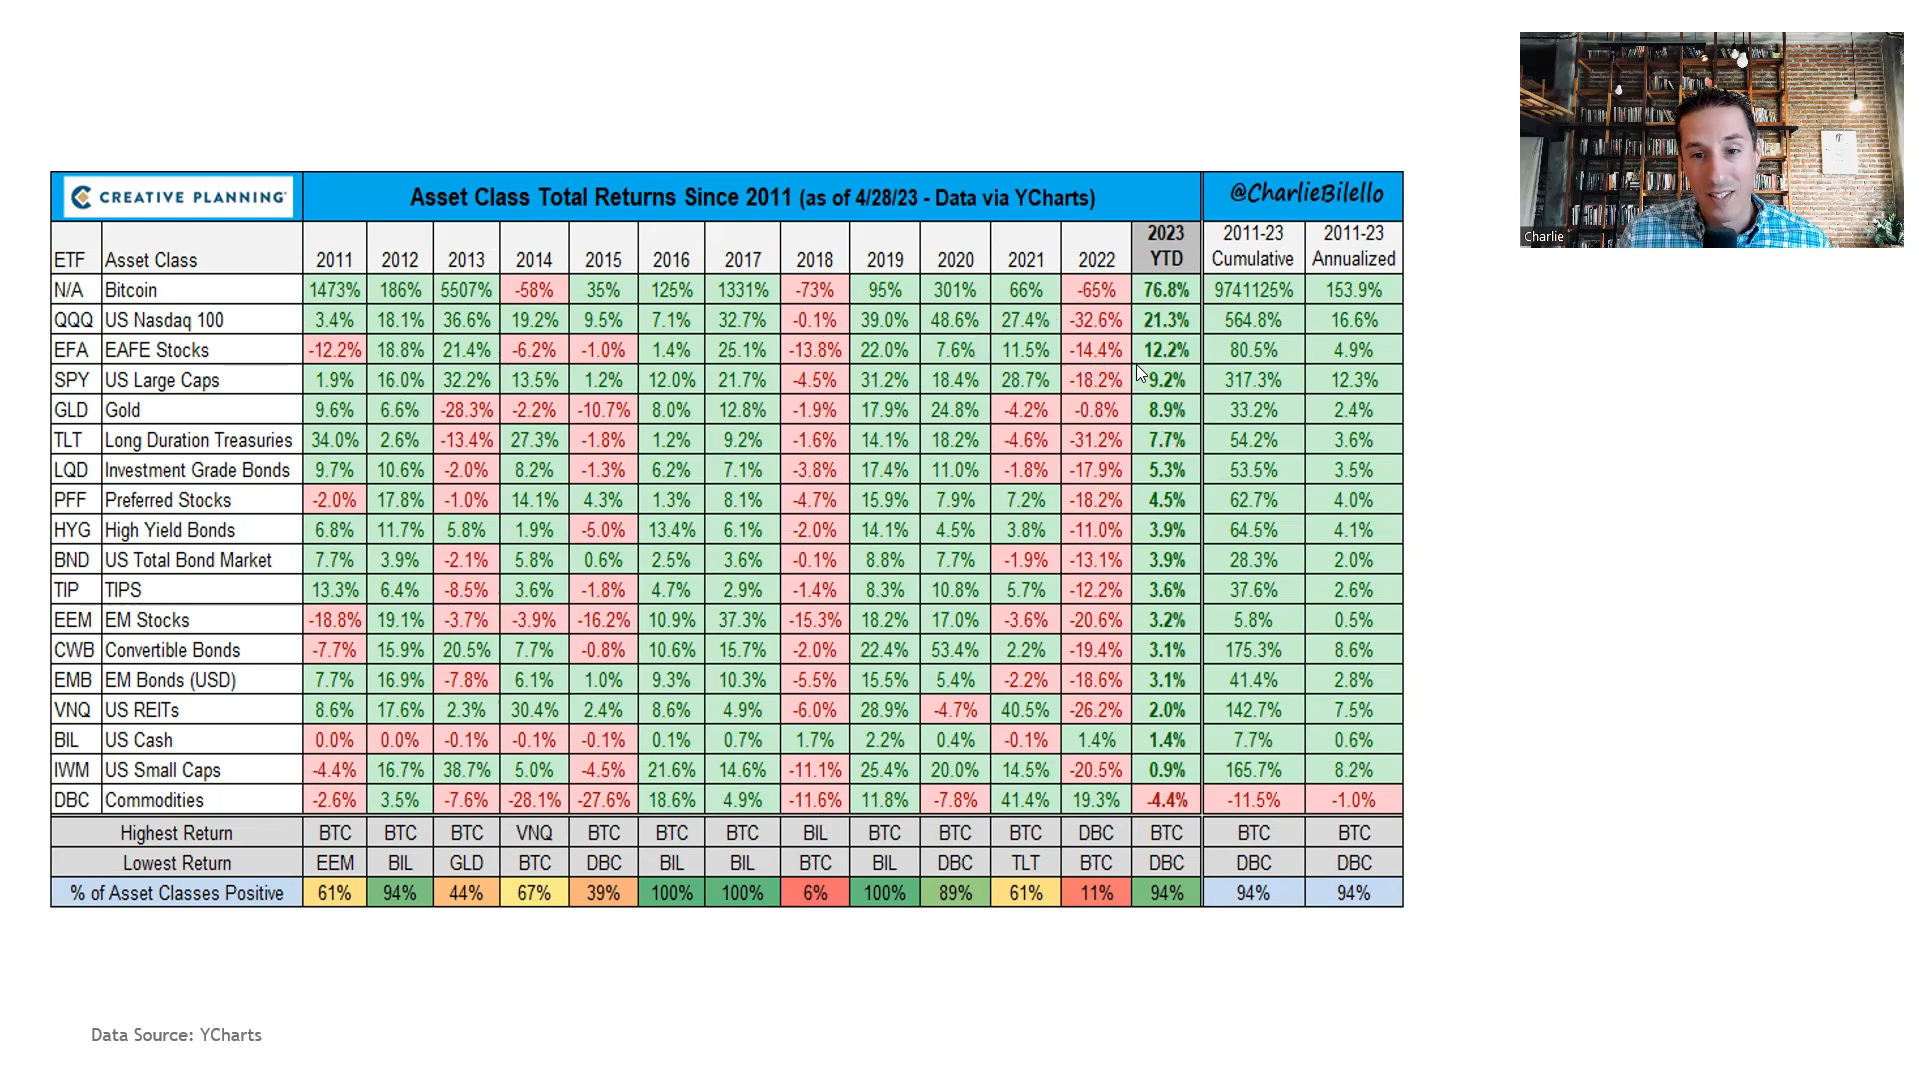 CREATIVE PLANNING Asset Class Total Returns Since 2011 (as of 4/28/23 - Data via YCharts) @CharlieBilello
ETF Asset Class 2011 2012 2013 2014 2015 2016 2017 2018 2019 2020 2021 2022 2023 YTD 2011-23 Cumulative 2011-23 Annualized
N/A Bitcoin 1473% 186% 5507% -58% 35% 125% 1331% -73% 95% 301% 66% -65% 76.8% 9741125% 153.9%
QQQ US Nasdaq 100 3.4% 18.1% 36.6% 19.2% 9.5% 7.1% 32.7% -0.1% 39.0% 48.6% 27.4% -32.6% 21.3% 564.8% 16.6%
EFA EAFE Stocks -12.2% 18.8% 21.4% -6.2% -1.0% 1.4% 25.1% -13.8% 22.0% 7.6% 11.5% -14.4% 12.2% 80.5% 4.9%
SPY US Large Caps 1.9% 16.0% 32.2% 13.5% 1.2% 12.0% 21.7% -4.5% 31.2% 18.4% 28.7% -18.2% 9.2% 317.3% 12.3%
GLD Gold 9.6% 6.6% -28.3% -2.2% -10.7% 8.0% 12.8% -1.9% 17.9% 24.8% -4.2% -0.8% 8.9% 33.2% 2.4%
TLT Long Duration Treasuries 34.0% 2.6% -13.4% 27.3% -1.8% 1.2% 9.2% -1.6% 14.1% 18.2% -4.6% -31.2% 7.7% 54.2% 3.6%
LQD Investment Grade Bonds 9.7% 10.6% -2.0% 8.2% -1.3% 6.2% 7.1% -3.8% 17.4% 11.0% -1.8% -17.9% 5.3% 53.5% 3.5%
PFF Preferred Stocks -2.0% 17.8% -1.0% 14.1% 4.3% 1.3% 8.1% -4.7% 15.9% 7.9% 7.2% -18.2% 4.5% 62.7% 4.0%
HYG High Yield Bonds 6.8% 11.7% 5.8% 1.9% -5.0% 13.4% 6.1% -2.0% 14.1% 4.5% 3.8% -11.0% 3.9% 64.5% 4.1%
BND US Total Bond Market 7.7% 3.9% -2.1% 5.8% 0.6% 2.5% 3.6% -0.1% 8.8% 7.7% -1.9% -13.1% 3.9% 28.3% 2.0%
TIP TIPS 13.3% 6.4% -8.5% 3.6% -1.8% 4.7% 2.9% -1.4% 8.3% 10.8% 5.7% -12.2% 3.6% 37.6% 2.6%
EEM EM Stocks -18.8% 19.1% -3.7% -3.9% -16.2% 10.9% 37.3% -15.3% 18.2% 17.0% -3.6% -20.6% 3.2% 5.8% 0.5%
CWB Convertible Bonds -7.7% 15.9% 20.5% 7.7% -0.8% 10.6% 15.7% -2.0% 22.4% 53.4% 2.2% -19.4% 3.1% 175.3% 8.6%
EMB EM Bonds (USD) 7.7% 16.9% -7.8% 6.1% 1.0% 9.3% 10.3% -5.5% 15.5% 5.4% -2.2% -18.6% 3.1% 41.4% 2.8%
VNQ US REITs 8.6% 17.6% 2.3% 30.4% 2.4% 8.6% 4.9% -6.0% 28.9% -4.7% 40.5% -26.2% 2.0% 142.7% 7.5%
BIL US Cash 0.0% 0.0% -0.1% -0.1% -0.1% 0.1% 0.7% 1.7% 2.2% 0.4% -0.1% 1.4% 1.4% 7.7% 0.6%
IWM US Small Caps -4.4% 16.7% 38.7% 5.0% -4.5% 21.6% 14.6% -11.1% 25.4% 20.0% 14.5% -20.5% 0.9% 165.7% 8.2%
DBC Commodities -2.6% 3.5% -7.6% -28.1% -27.6% 18.6% 4.9% -11.6% 11.8% -7.8% 41.4% 19.3% -4.4% -11.5% -1.0%
Highest Return BTC BTC BTC VNQ BTC BTC BTC BIL BTC BTC BTC DBC BTC BTC BTC
Lowest Return EEM BIL GLD BTC DBC BIL BIL BTC BIL DBC TLT BTC DBC DBC DBC
% of Asset Classes Positive 61% 94% 44% 67% 39% 100% 100% 6% 100% 89% 61% 11% 94% 94% 94%
Data Source: YCharts
Charlie